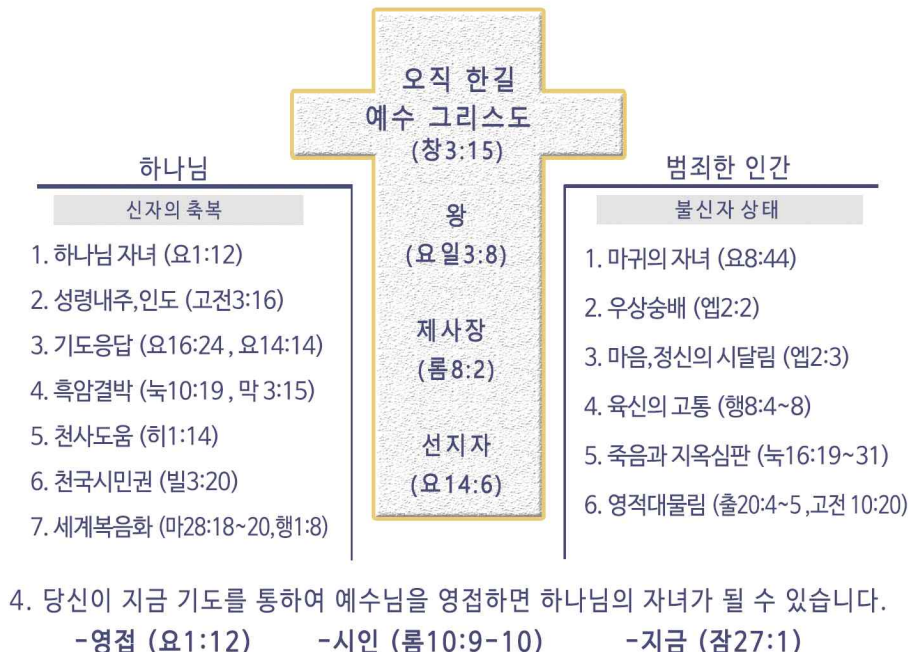 오직 한길
예수 그리스도
(창3:15)
왕
(요일3:8)
제사장
(롬8:2)
선지자
(요14:6)
하나님
신자의 축복
1. 하나님 자녀 (요1:12)
2. 성령내주,인도 (고전3:16)
3. 기도응답 (요16:24 , 요14:14)
4. 흑암결박 (눅10:19 , 막 3:15)
5. 천사도움 (히1:14)
6. 천국시민권 (빌3:20)
7. 세계복음화 (마28:18~20,행1:8)
범죄한 인간
불신자 상태
1. 마귀의 자녀 (요8:44)
2. 우상숭배 (엡2:2)
3. 마음,정신의 시달림 (엡2:3)
4. 육신의 고통 (행8:4~8)
5. 죽음과 지옥심판 (눅16:19~31)
6. 영적대물림 (출20:4~5 ,고전 10:20)
4. 당신이 지금 기도를 통하여 예수님을 영접하면 하나님의 자녀가 될 수 있습니다.
-영접 (요1:12) -시인 (롬10:9-10) -지금 (잠27:1)